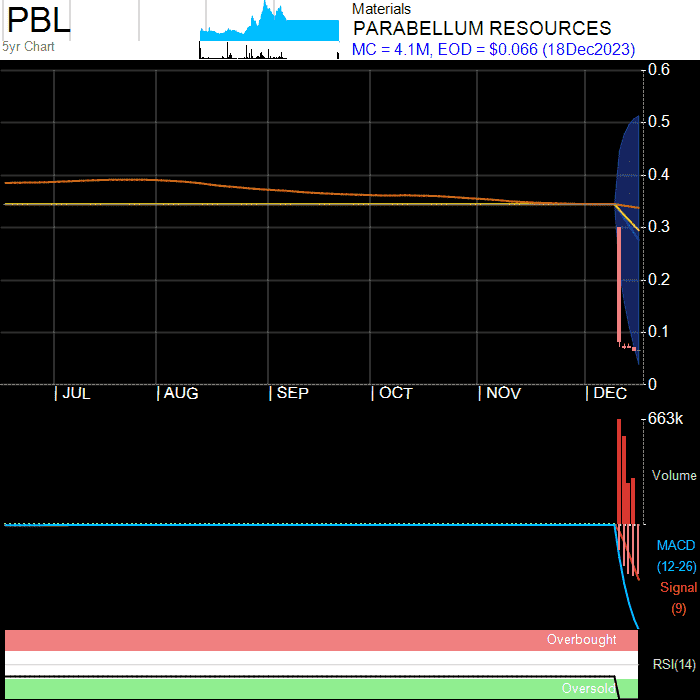 PBL
5yr Chart
Materials
PARABELLUM RESOURCES
MC = 4.1M, EOD = $0.066 (18Dec2023)
0.6
0.5
0.4
0.3
0.2
0.1
0
JUL AUG SEP OCT NOV DEC
663k
Volume
MACD
(12-26)
Signal
(9)
Overbought
RSI(14)
Oversold